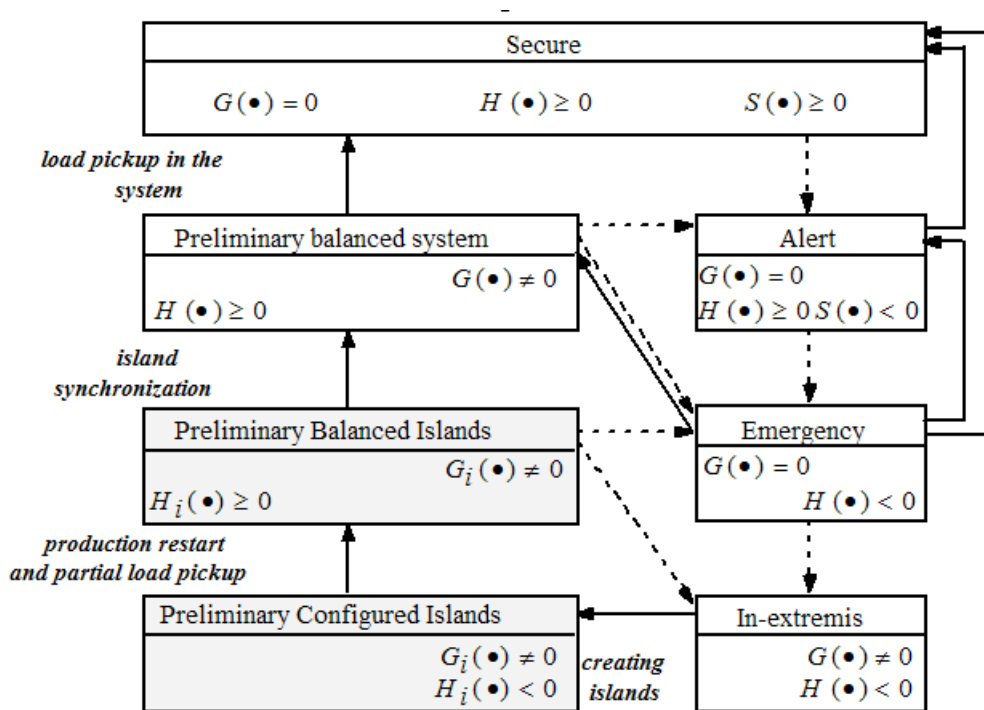 Secure
G(•) = 0 H (•) ≥ 0 S(•) ≥ 0
load pickup in the
system
Preliminary balanced system
G(•) ≠ 0
H (•) ≥ 0
Alert
G(•) = 0
H (•) ≥ 0 S(•) < 0
island
synchronization
Preliminary Balanced Islands
G_i(•) ≠ 0
H_i(•) ≥ 0
Emergency
G(•) = 0
H (•) < 0
production restart
and partial load pickup
Preliminary Configured Islands
G_i(•) ≠ 0
H_i(•) < 0
creating
islands
In-extremis
G(•) ≠ 0
H (•) < 0